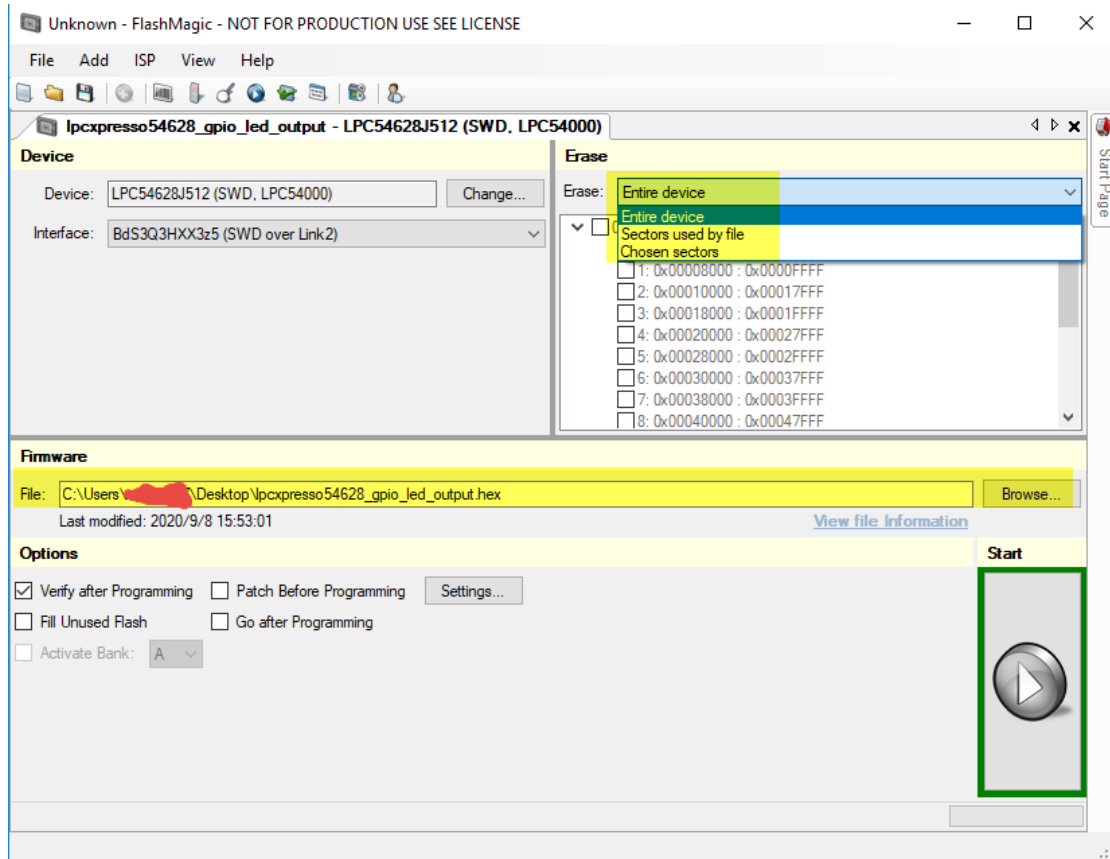 Unknown - FlashMagic - NOT FOR PRODUCTION USE SEE LICENSE
File Add ISP View Help
lpcxpresso54628_gpio_led_output - LPC54628J512 (SWD, LPC54000)
Start Page
Device
Device: LPC54628J512 (SWD, LPC54000) Change...
Interface: BdS3Q3HXX3z5 (SWD over Link2)
Erase
Erase: Entire device
Entire device
Sectors used by file
Chosen sectors
1: 0x00008000 : 0x0000FFFF
2: 0x00010000 : 0x00017FFF
3: 0x00018000 : 0x0001FFFF
4: 0x00020000 : 0x00027FFF
5: 0x00028000 : 0x0002FFFF
6: 0x00030000 : 0x00037FFF
7: 0x00038000 : 0x0003FFFF
8: 0x00040000 : 0x00047FFF
Firmware
File: C:\Users\ \Desktop\lpcxpresso54628_gpio_led_output.hex Browse...
Last modified: 2020/9/8 15:53:01 View file Information
Options
Verify after Programming Patch Before Programming Settings...
Fill Unused Flash Go after Programming
Activate Bank: A
Start